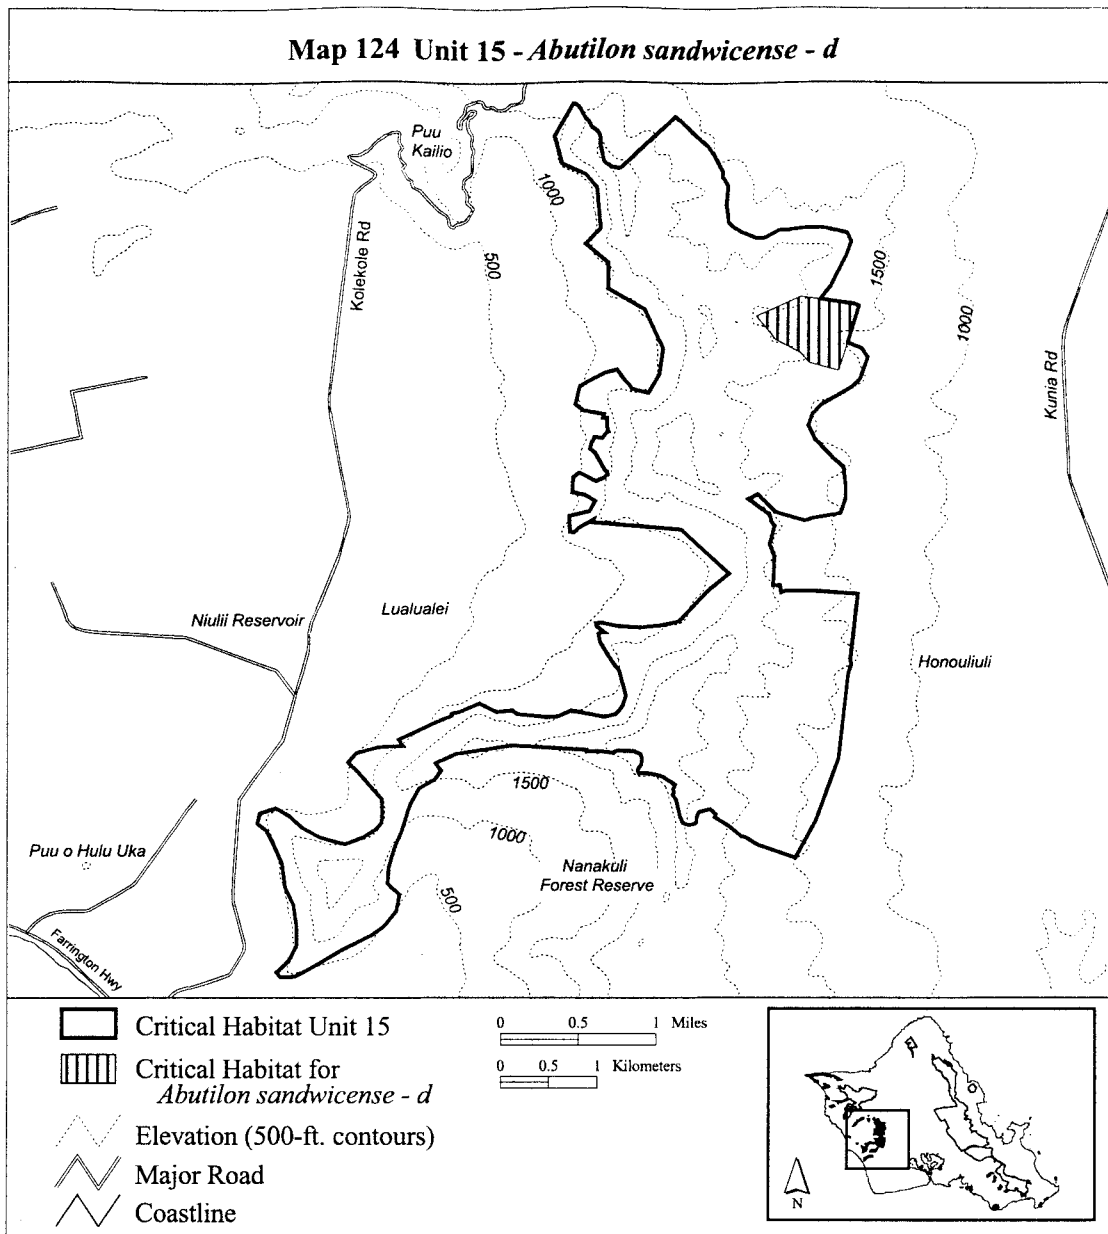 Map 124 Unit 15 - Abutilon sandwicense - d
Puu
Kailio
1000
Kolekole Rd
500
1500
1000
Kunia Rd
Niulii Reservoir
Lualualei
Honouliuli
1500
1000
Puu o Hulu Uka
Nanakuli
Forest Reserve
500
Farrington Hwy
Critical Habitat Unit 15
Critical Habitat for
Abutilon sandwicense - d
Elevation (500-ft. contours)
Major Road
Coastline
0 0.5 1 Miles
0 0.5 1 Kilometers
N